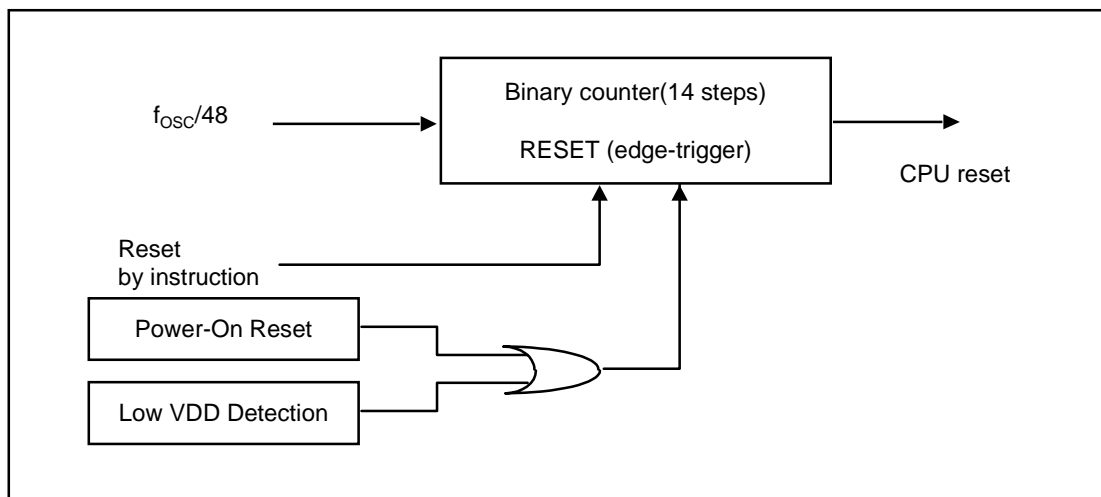 Binary counter(14 steps)
fOSC/48
RESET (edge-trigger)
CPU reset
Reset
by instruction
Power-On Reset
Low VDD Detection